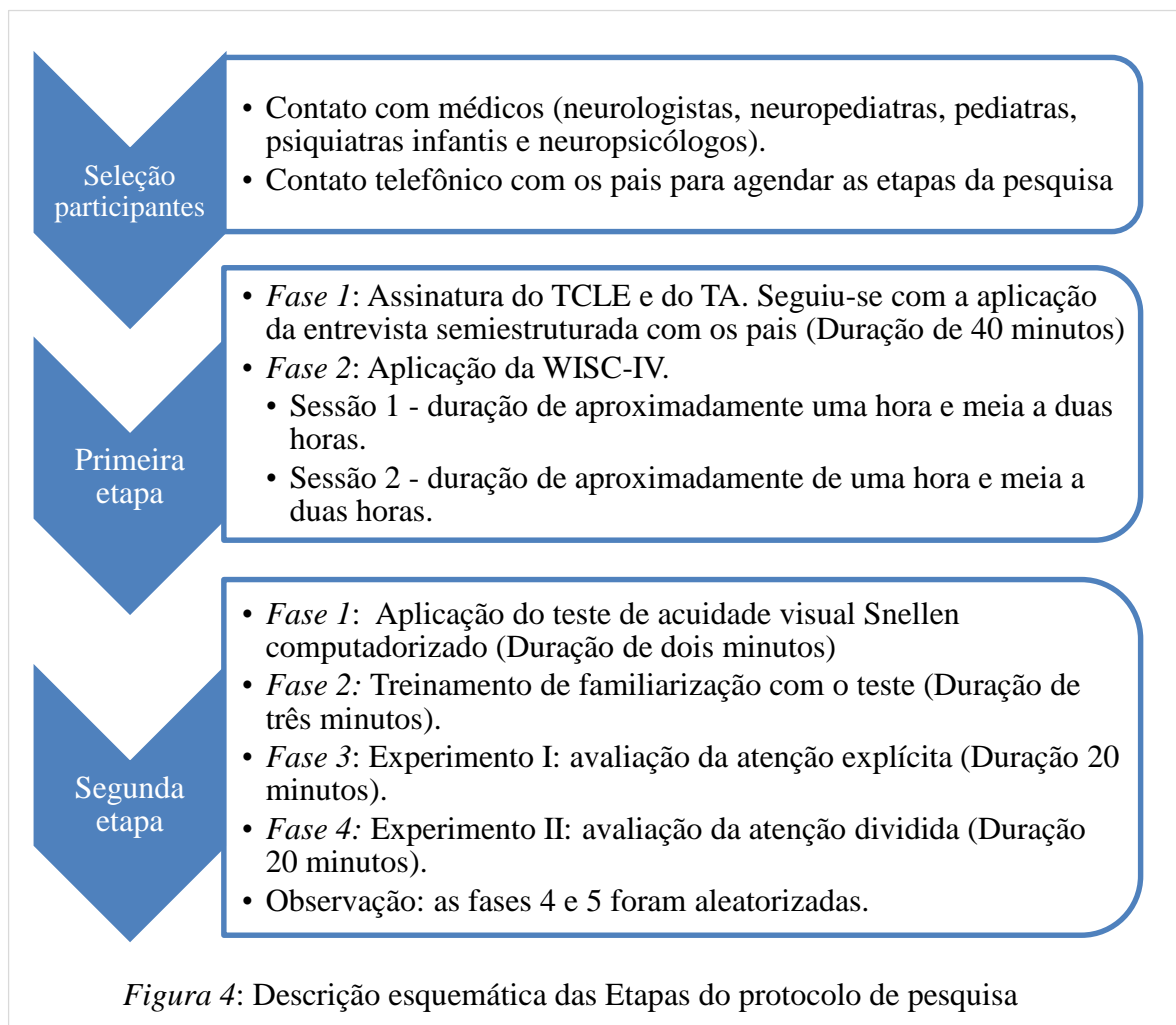 Seleção
participantes
• Contato com médicos (neurologistas, neuropediatras, pediatras,
psiquiatras infantis e neuropsicólogos).
• Contato telefônico com os pais para agendar as etapas da pesquisa
Primeira
etapa
• Fase 1: Assinatura do TCLE e do TA. Seguiu-se com a aplicação
da entrevista semiestruturada com os pais (Duração de 40 minutos)
• Fase 2: Aplicação da WISC-IV.
• Sessão 1 - duração de aproximadamente uma hora e meia a duas
horas.
• Sessão 2 - duração de aproximadamente de uma hora e meia a
duas horas.
Segunda
etapa
• Fase 1: Aplicação do teste de acuidade visual Snellen
computadorizado (Duração de dois minutos)
• Fase 2: Treinamento de familiarização com o teste (Duração de
três minutos).
• Fase 3: Experimento I: avaliação da atenção explícita (Duração 20
minutos).
• Fase 4: Experimento II: avaliação da atenção dividida (Duração
20 minutos).
• Observação: as fases 4 e 5 foram aleatorizadas.
Figura 4: Descrição esquemática das Etapas do protocolo de pesquisa